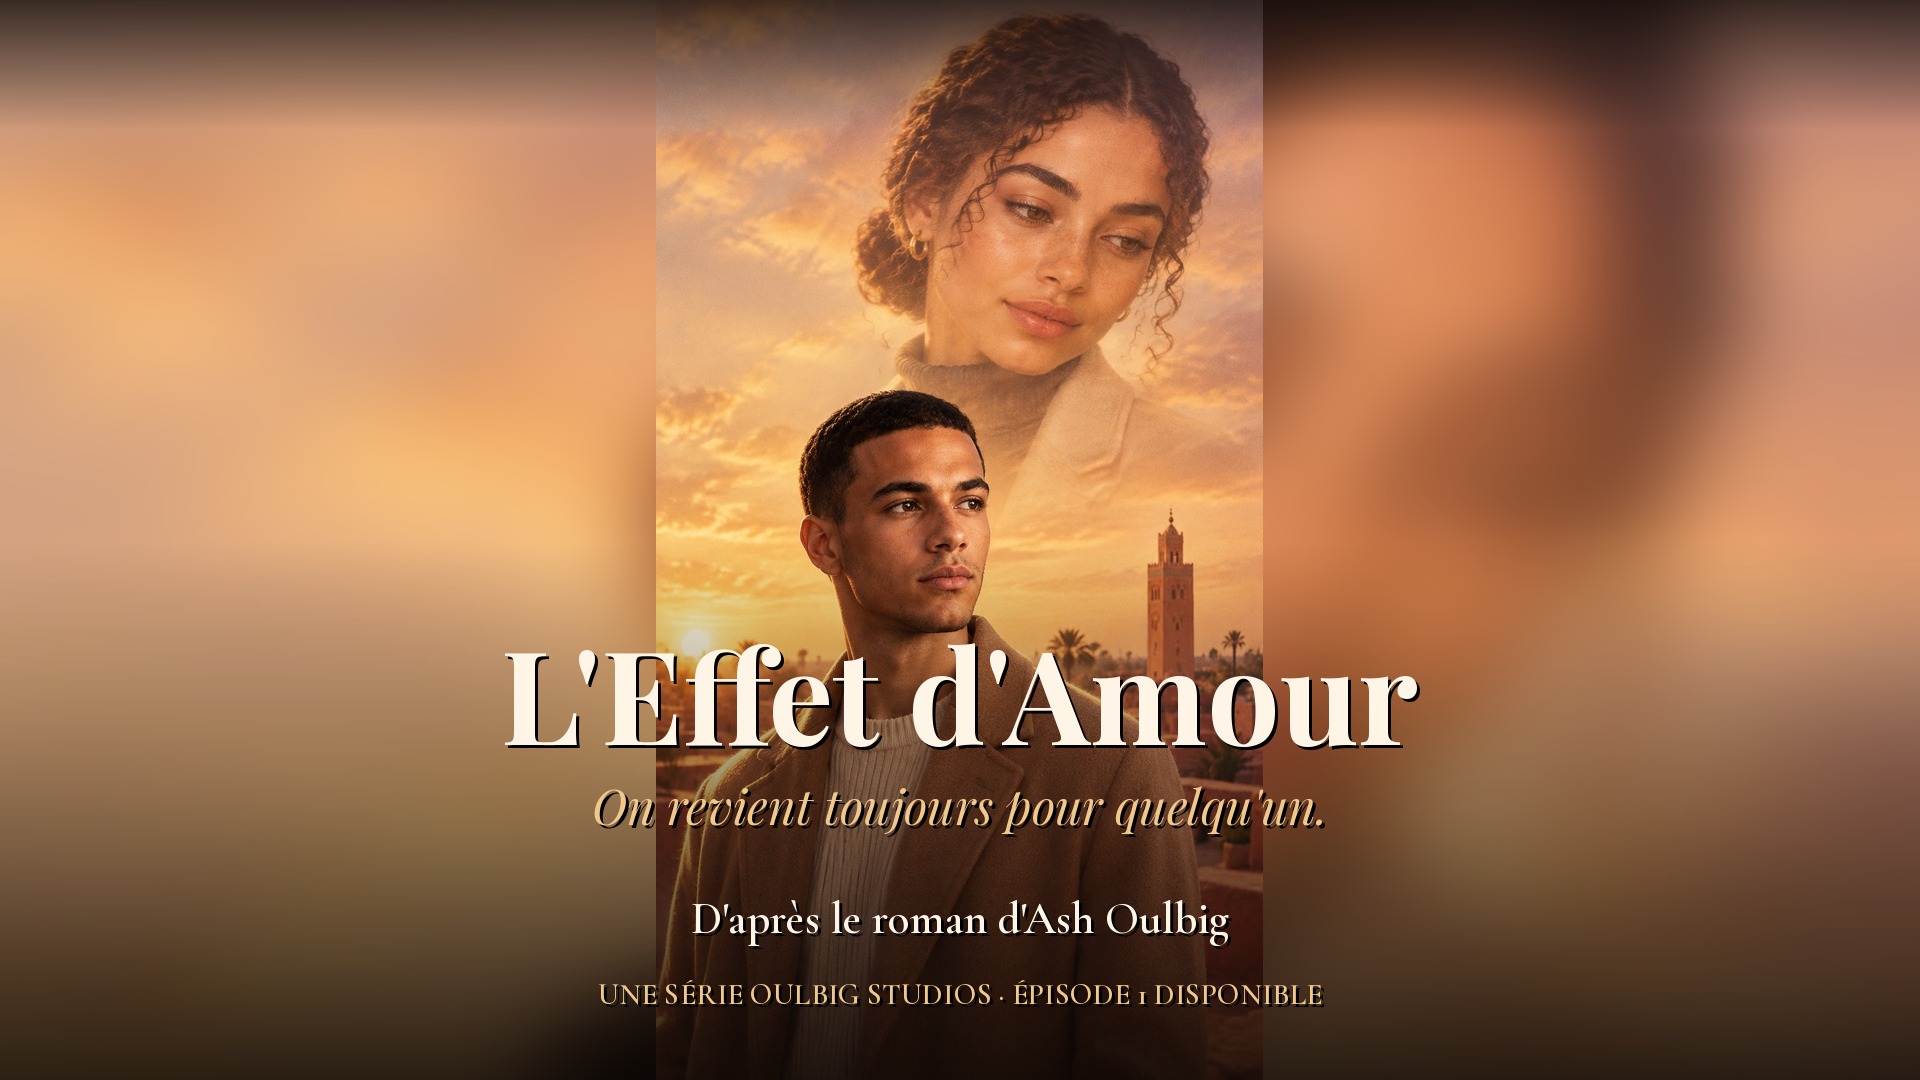 L'Effet d'Amour
On revient toujours pour quelqu'un.
D'après le roman d'Ash Oulbig
UNE SÉRIE OULBIG STUDIOS · ÉPISODE 1 DISPONIBLE